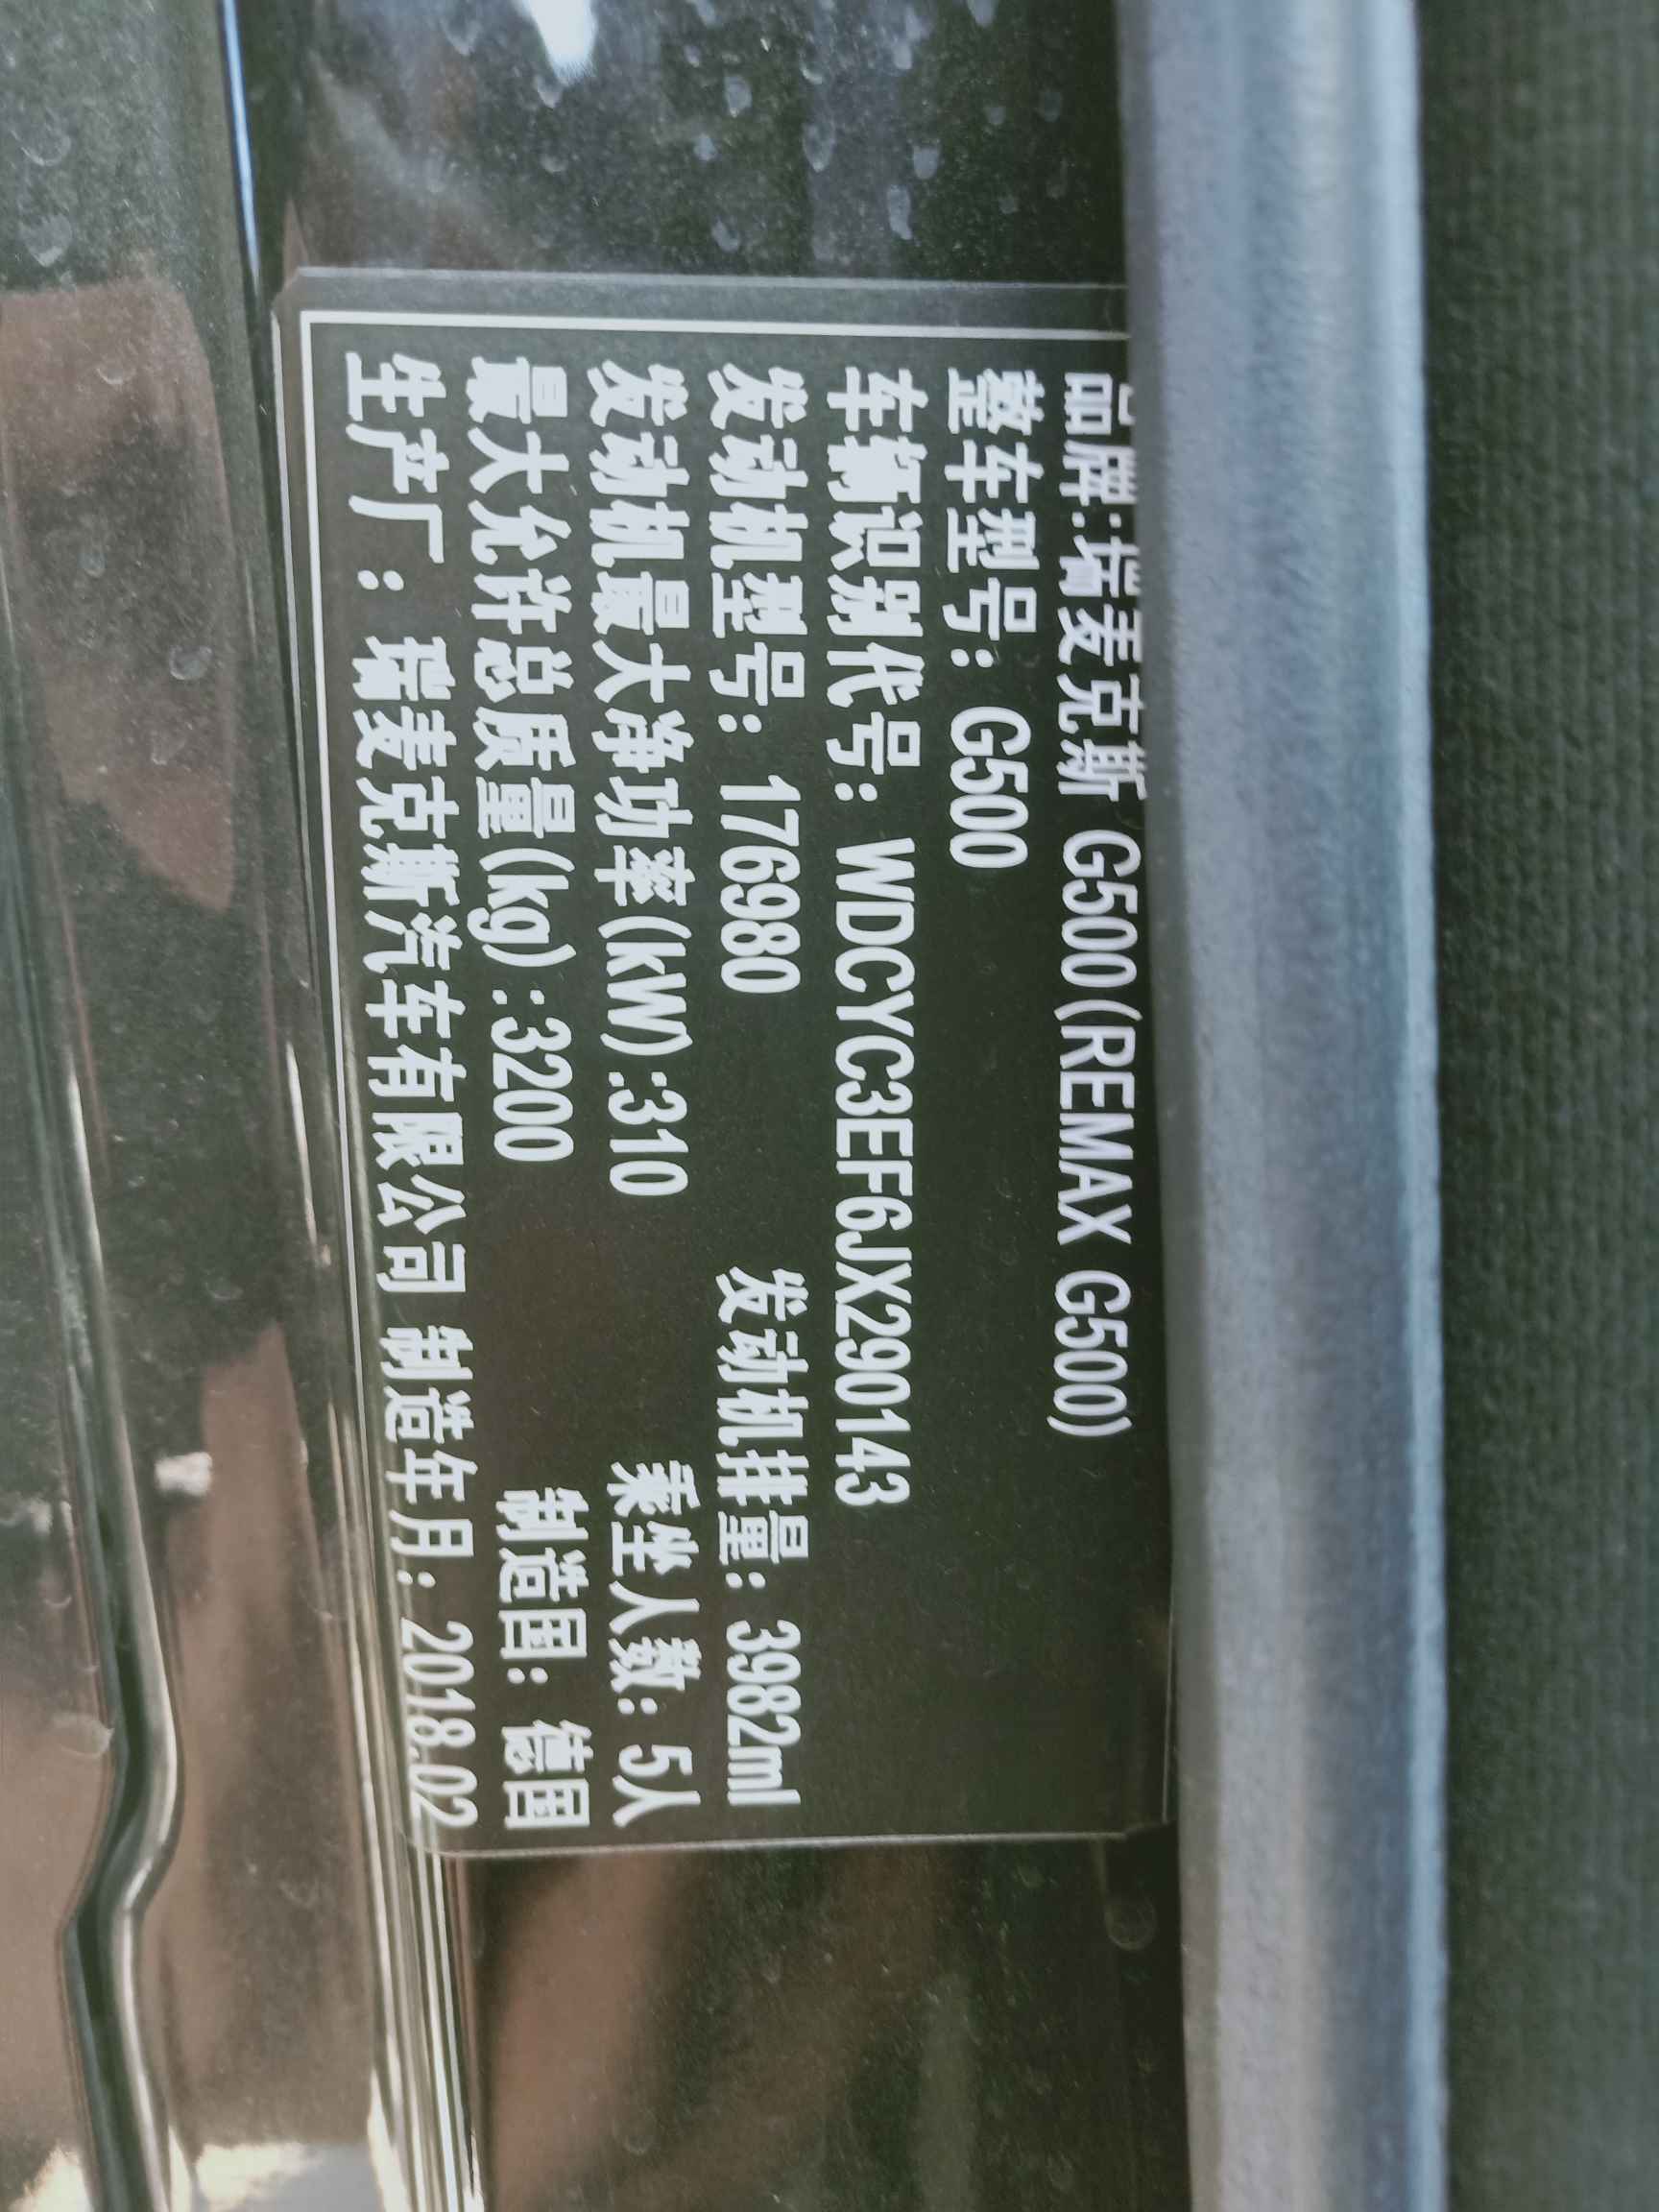 品牌:瑞麦克斯 G500(REMAX G500)
整车型号: G500
车辆识别代号: WDCYC3EF6JX290143
发动机型号: 176980 发动机排量: 3982ml
发动机最大净功率(kW):310 乘坐人数: 5人
最大允许总质量(kg):3200 制造国: 德国
生产厂: 瑞麦克斯汽车有限公司 制造年月: 2018.02